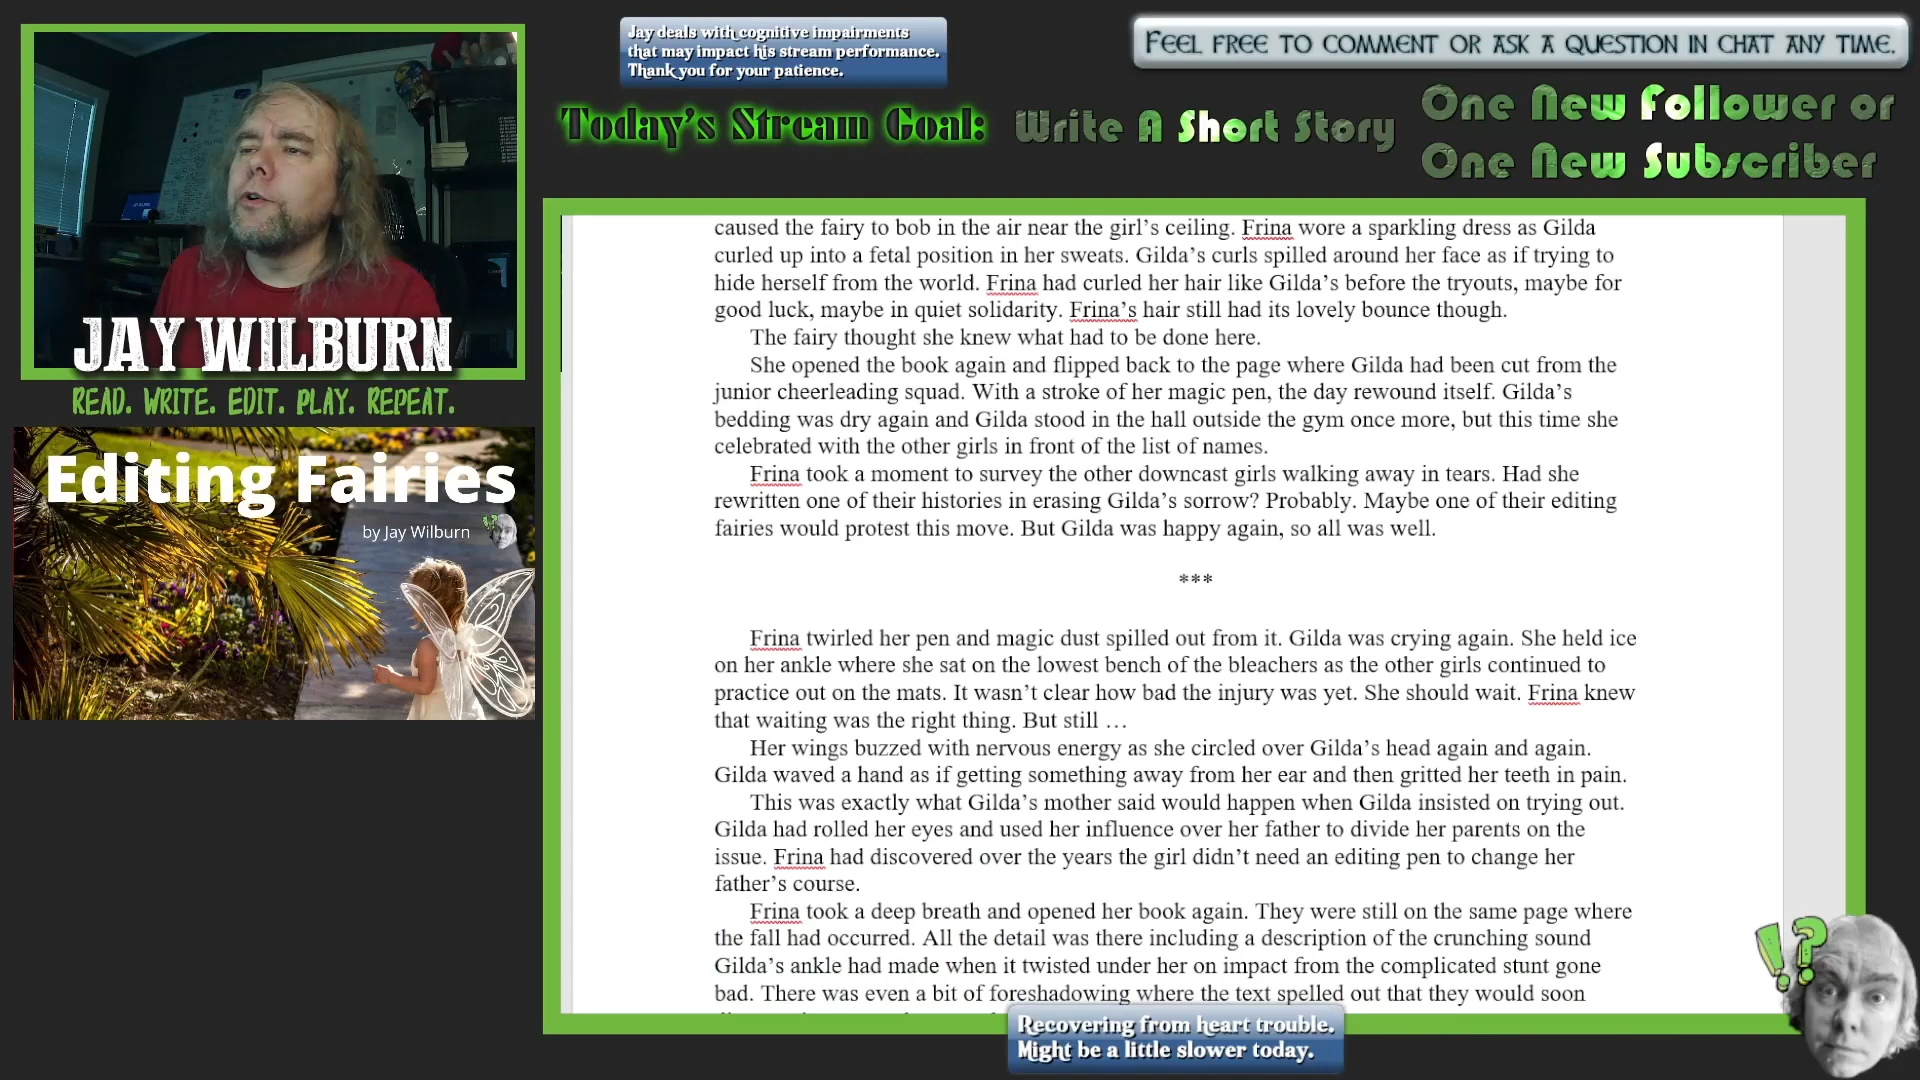 Jay deals with cognitive impairments
that may impact his stream performance.
Thank you for your patience.
FEEL FREE TO COMMENT OR ASK A QUESTION IN CHAT ANY TIME.
Today's Stream Goal:
Write A Short Story
One New Follower or
One New Subscriber
JAY WILBURN
READ. WRITE. EDIT. PLAY. REPEAT.
Editing Fairies
by Jay Wilburn
caused the fairy to bob in the air near the girl’s ceiling. Frina wore a sparkling dress as Gilda
curled up into a fetal position in her sweats. Gilda’s curls spilled around her face as if trying to
hide herself from the world. Frina had curled her hair like Gilda’s before the tryouts, maybe for
good luck, maybe in quiet solidarity. Frina’s hair still had its lovely bounce though.
The fairy thought she knew what had to be done here.
She opened the book again and flipped back to the page where Gilda had been cut from the
junior cheerleading squad. With a stroke of her magic pen, the day rewound itself. Gilda’s
bedding was dry again and Gilda stood in the hall outside the gym once more, but this time she
celebrated with the other girls in front of the list of names.
Frina took a moment to survey the other downcast girls walking away in tears. Had she
rewritten one of their histories in erasing Gilda’s sorrow? Probably. Maybe one of their editing
fairies would protest this move. But Gilda was happy again, so all was well.
***
Frina twirled her pen and magic dust spilled out from it. Gilda was crying again. She held ice
on her ankle where she sat on the lowest bench of the bleachers as the other girls continued to
practice out on the mats. It wasn’t clear how bad the injury was yet. She should wait. Frina knew
that waiting was the right thing. But still …
Her wings buzzed with nervous energy as she circled over Gilda’s head again and again.
Gilda waved a hand as if getting something away from her ear and then gritted her teeth in pain.
This was exactly what Gilda’s mother said would happen when Gilda insisted on trying out.
Gilda had rolled her eyes and used her influence over her father to divide her parents on the
issue. Frina had discovered over the years the girl didn’t need an editing pen to change her
father’s course.
Frina took a deep breath and opened her book again. They were still on the same page where
the fall had occurred. All the detail was there including a description of the crunching sound
Gilda’s ankle had made when it twisted under her on impact from the complicated stunt gone
bad. There was even a bit of foreshadowing where the text spelled out that they would soon
!?
Recovering from heart trouble.
Might be a little slower today.